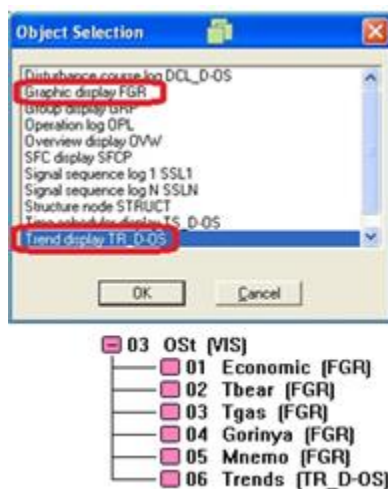 Object Selection
Disturbance course log DCL_D-OS
Graphic display FGR
Group display GRP
Operation log OPL
Overview display OVW
SFC display SFCP
Signal sequence log 1 SSL1
Signal sequence log N SSLN
Structure node STRUCT
Time scheduler display TS_D-OS
Trend display TR_D-OS
OK Cancel
03 OSt (VIS)
01 Economic (FGR)
02 Tbear (FGR)
03 Tgas (FGR)
04 Gorinya (FGR)
05 Mnemo (FGR)
06 Trends (TR_D-OS)